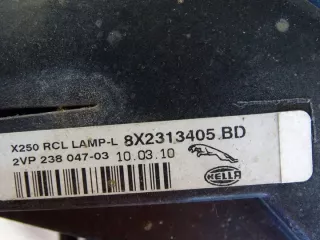 X250 RCL LAMP-L 8X2313405 BD
2VP 238 047-03 10.03.10
HELLA